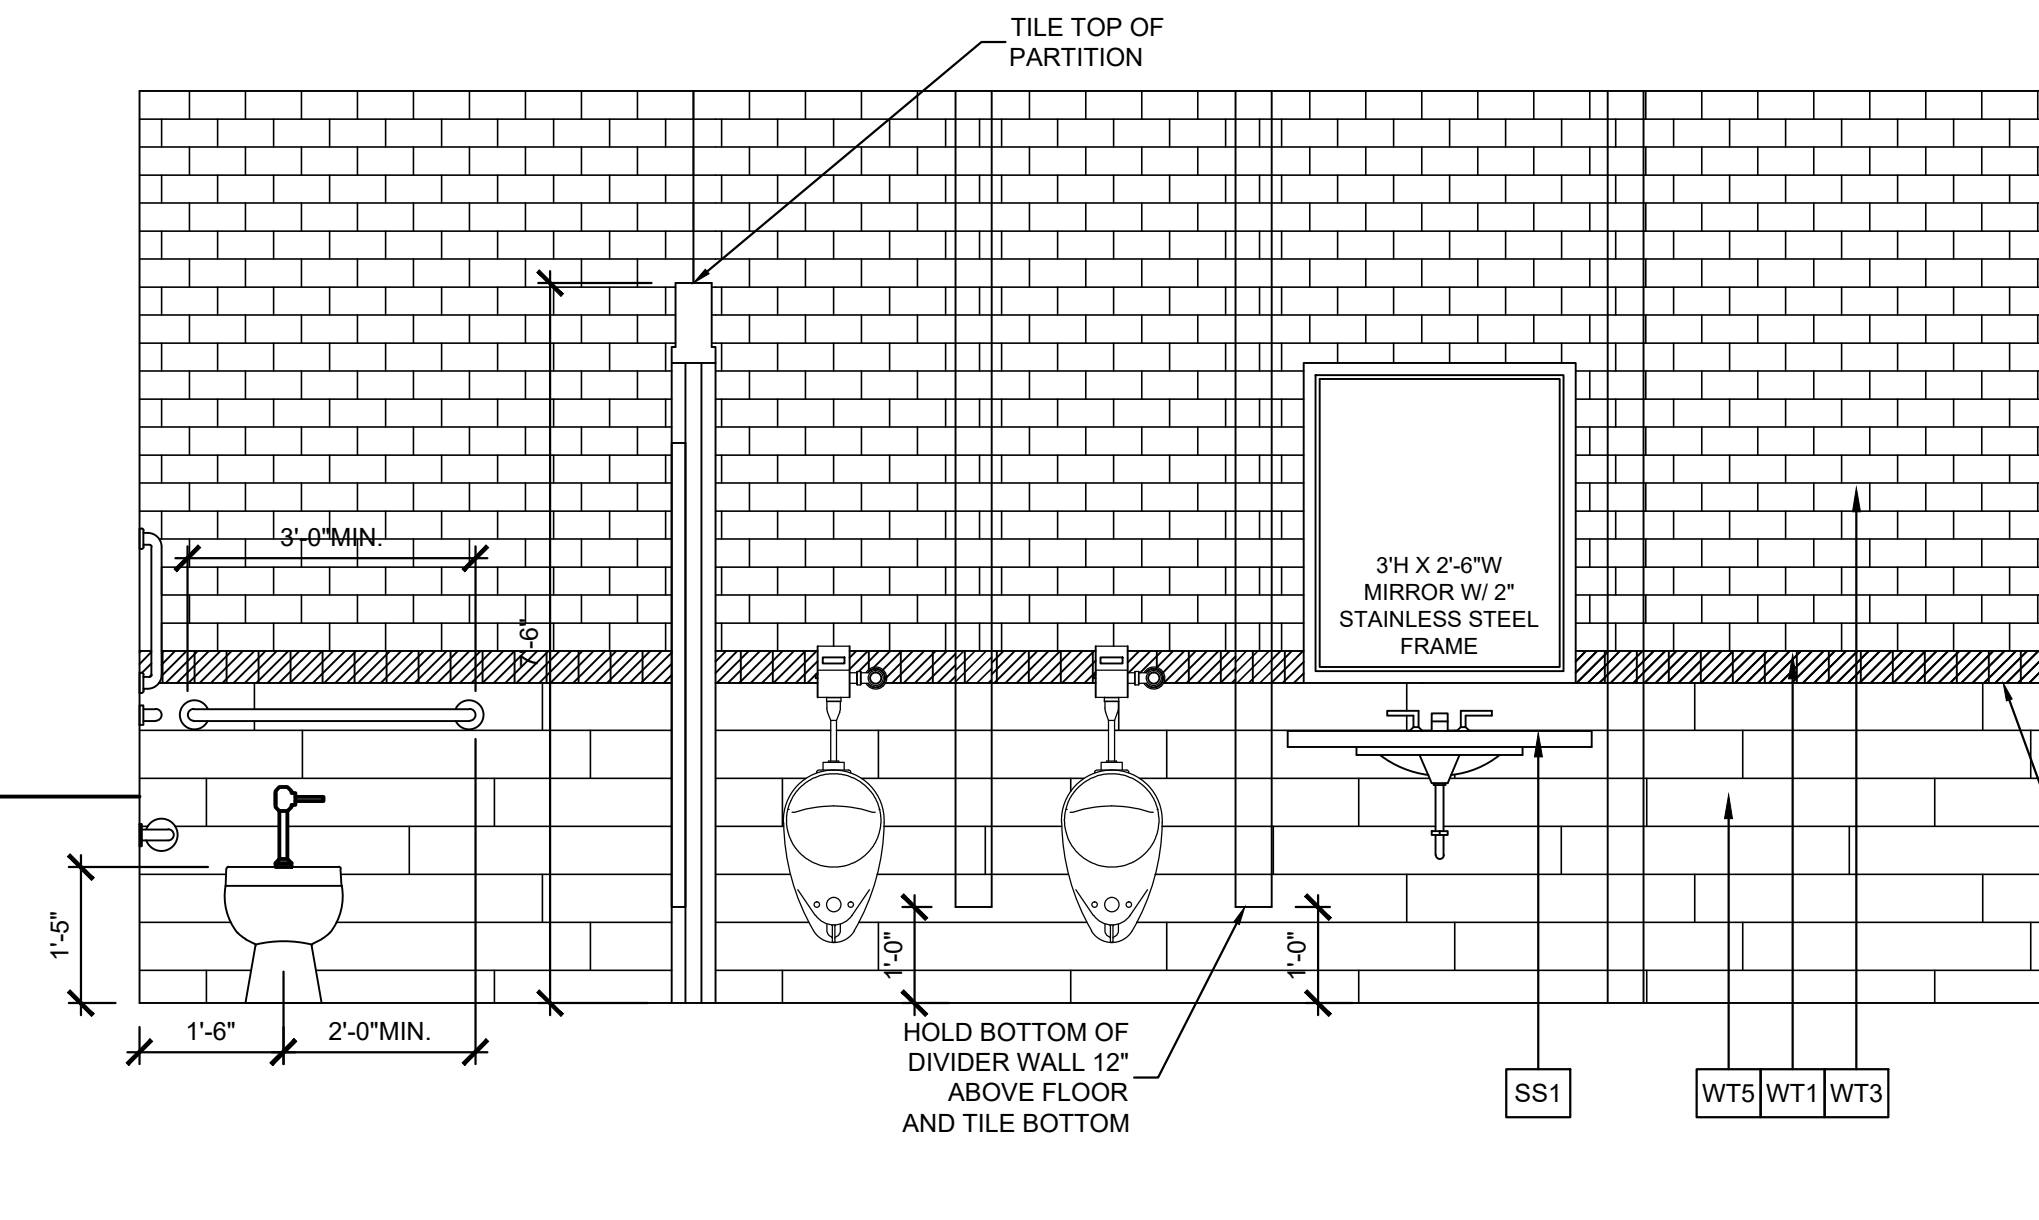 TILE TOP OF
PARTITION
3'-0"MIN.
7'-6"
3'H X 2'-6"W
MIRROR W/ 2"
STAINLESS STEEL
FRAME
1'-5"
1'-0"
1'-0"
1'-6"
2'-0"MIN.
HOLD BOTTOM OF
DIVIDER WALL 12"
ABOVE FLOOR
AND TILE BOTTOM
SS1
WT5 WT1 WT3